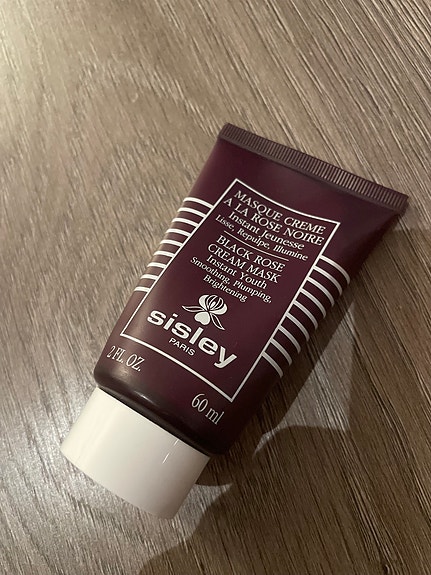 MASQUE CREME
A LA ROSE NOIRE
Instant Jeunesse
Lisse, Repulpe, Illumine
BLACK ROSE
CREAM MASK
Instant Youth
Smoothing, Plumping,
Brightening
sisley
PARIS
2 FL. OZ.
60 ml